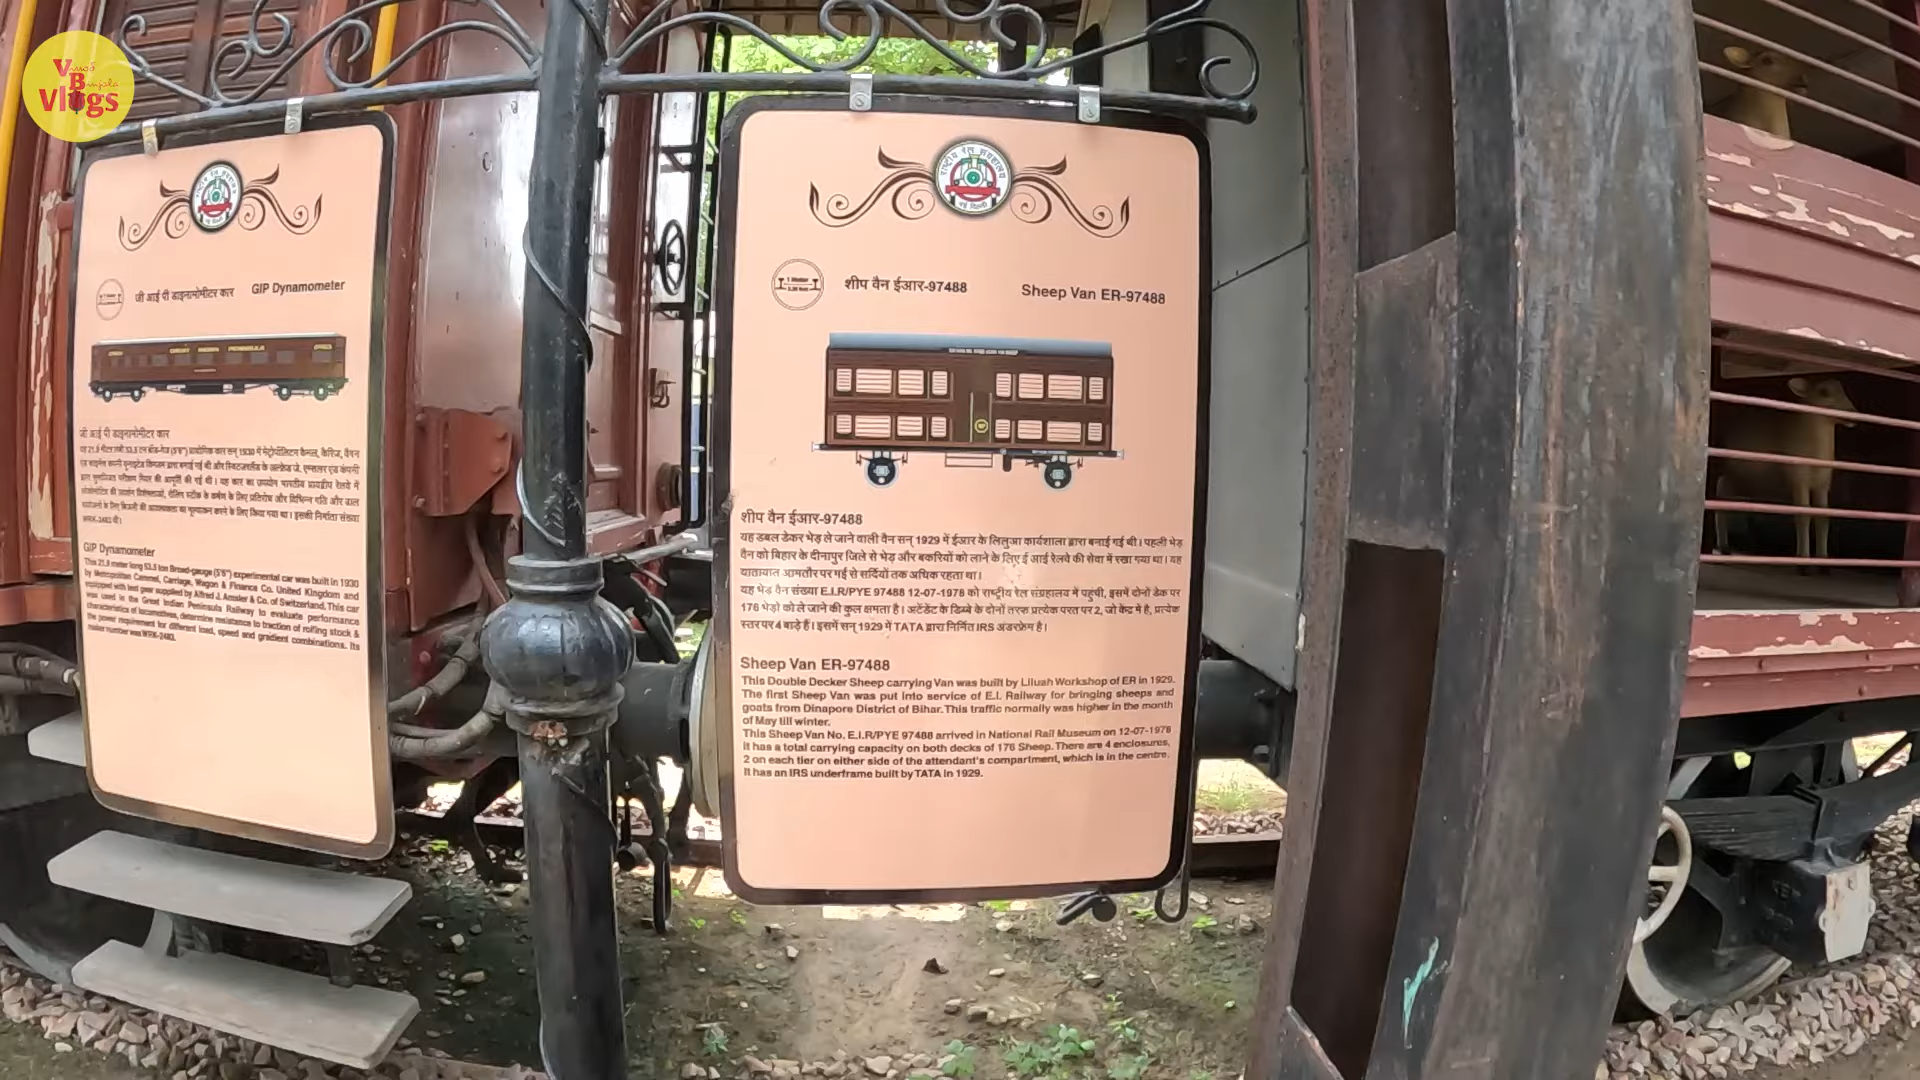 Vinod
Banjola
Vlogs
जी आई पी डाइनामोमीटर कार
GIP Dynamometer
जी आई पी डाइनामोमीटर कार
GIP Dynamometer
This 21.9 meter long 53.5 ton Broad-gauge (5'6") experimental car was built in 1930
by Metropolitan Cammel, Carriage, Wagon & Finance Co. United Kingdom and
equipped with test gear supplied by Alfred J. Amsler & Co. of Switzerland. This car
was used in the Great Indian Peninsula Railway to evaluate performance
characteristics of locomotives, determine resistance to traction of rolling stock &
the power requirement for different load, speed and gradient combinations. Its
maker number was WRK-2483.
राष्ट्रीय रेल संग्रहालय
नई दिल्ली
1 Meter
शीप वैन ईआर-97488
Sheep Van ER-97488
शीप वैन ईआर-97488
यह डबल डेकर भेड़ ले जाने वाली वैन सन् 1929 में ईआर के लिलुआ कार्यशाला द्वारा बनाई गई थी। पहली भेड़
वैन को बिहार के दीनापुर जिले से भेड़ और बकरियों को लाने के लिए ई आई रेलवे की सेवा में रखा गया था। यह
यातायात आमतौर पर मई से सर्दियों तक अधिक रहता था।
यह भेड़ वैन संख्या E.I.R/PYE 97488 12-07-1978 को राष्ट्रीय रेल संग्रहालय में पहुंची, इसमें दोनों डेक पर
176 भेड़ो को ले जाने की कुल क्षमता है। अटेंडेंट के डिब्बे के दोनों तरफ प्रत्येक परत पर 2, जो केंद्र में है, प्रत्येक
स्तर पर 4 बाड़े हैं। इसमें सन् 1929 में TATA द्वारा निर्मित IRS अंडरफ्रेम है।
Sheep Van ER-97488
This Double Decker Sheep carrying Van was built by Liluah Workshop of ER in 1929.
The first Sheep Van was put into service of E.I. Railway for bringing sheeps and
goats from Dinapore District of Bihar. This traffic normally was higher in the month
of May till winter.
This Sheep Van No. E.I.R/PYE 97488 arrived in National Rail Museum on 12-07-1978
it has a total carrying capacity on both decks of 176 Sheep. There are 4 enclosures,
2 on each tier on either side of the attendant's compartment, which is in the centre.
It has an IRS underframe built by TATA in 1929.